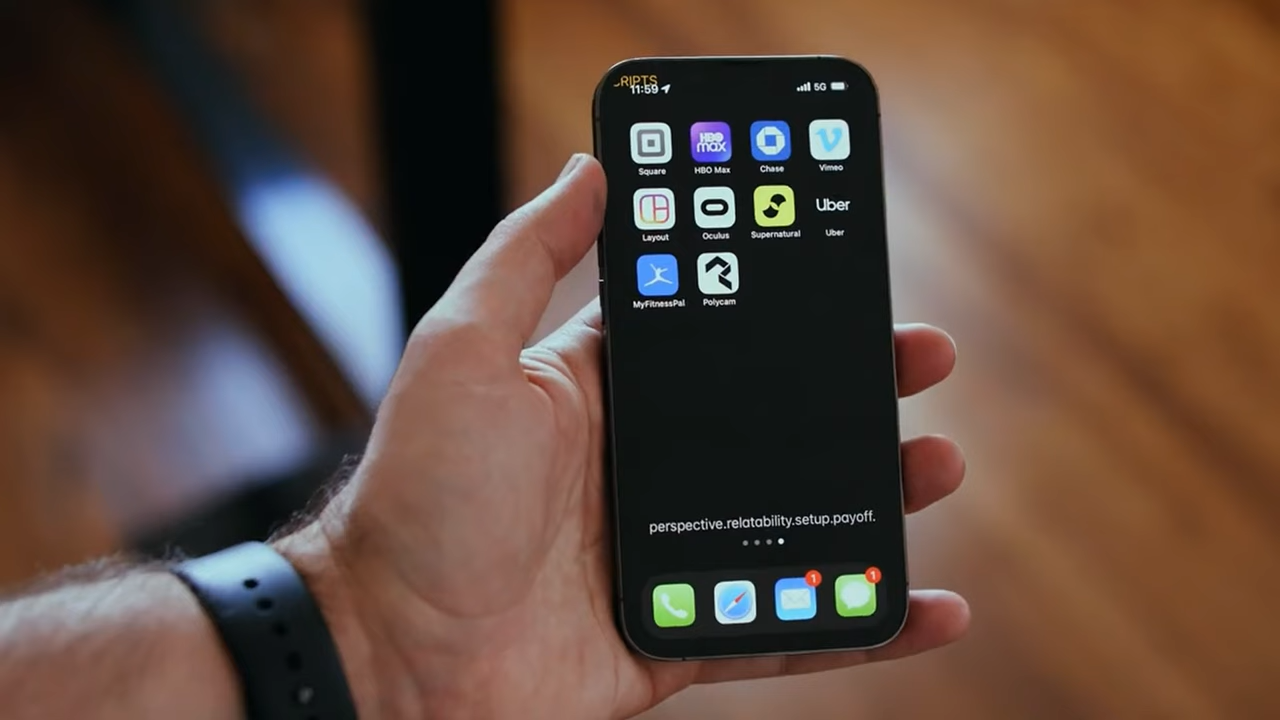 RIPTS
11:59
5G
HBO
max
Square
HBO Max
Chase
Vimeo
Uber
Layout
Oculus
Supernatural
Uber
MyFitnessPal
Polycam
perspective.relatability.setup.payoff.
1
1